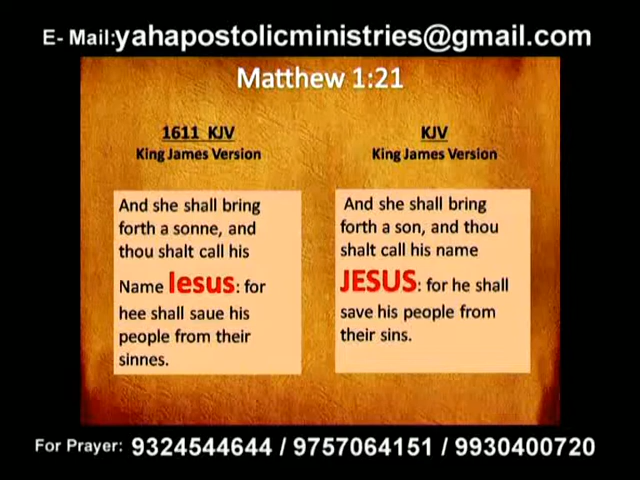 E- Mail:yahapostolicministries@gmail.com
Matthew 1:21
1611 KJV
King James Version
And she shall bring
forth a sonne, and
thou shalt call his
Name Iesus: for
hee shall saue his
people from their
sinnes.
KJV
King James Version
And she shall bring
forth a son, and thou
shalt call his name
JESUS: for he shall
save his people from
their sins.
For Prayer: 9324544644 / 9757064151 / 9930400720